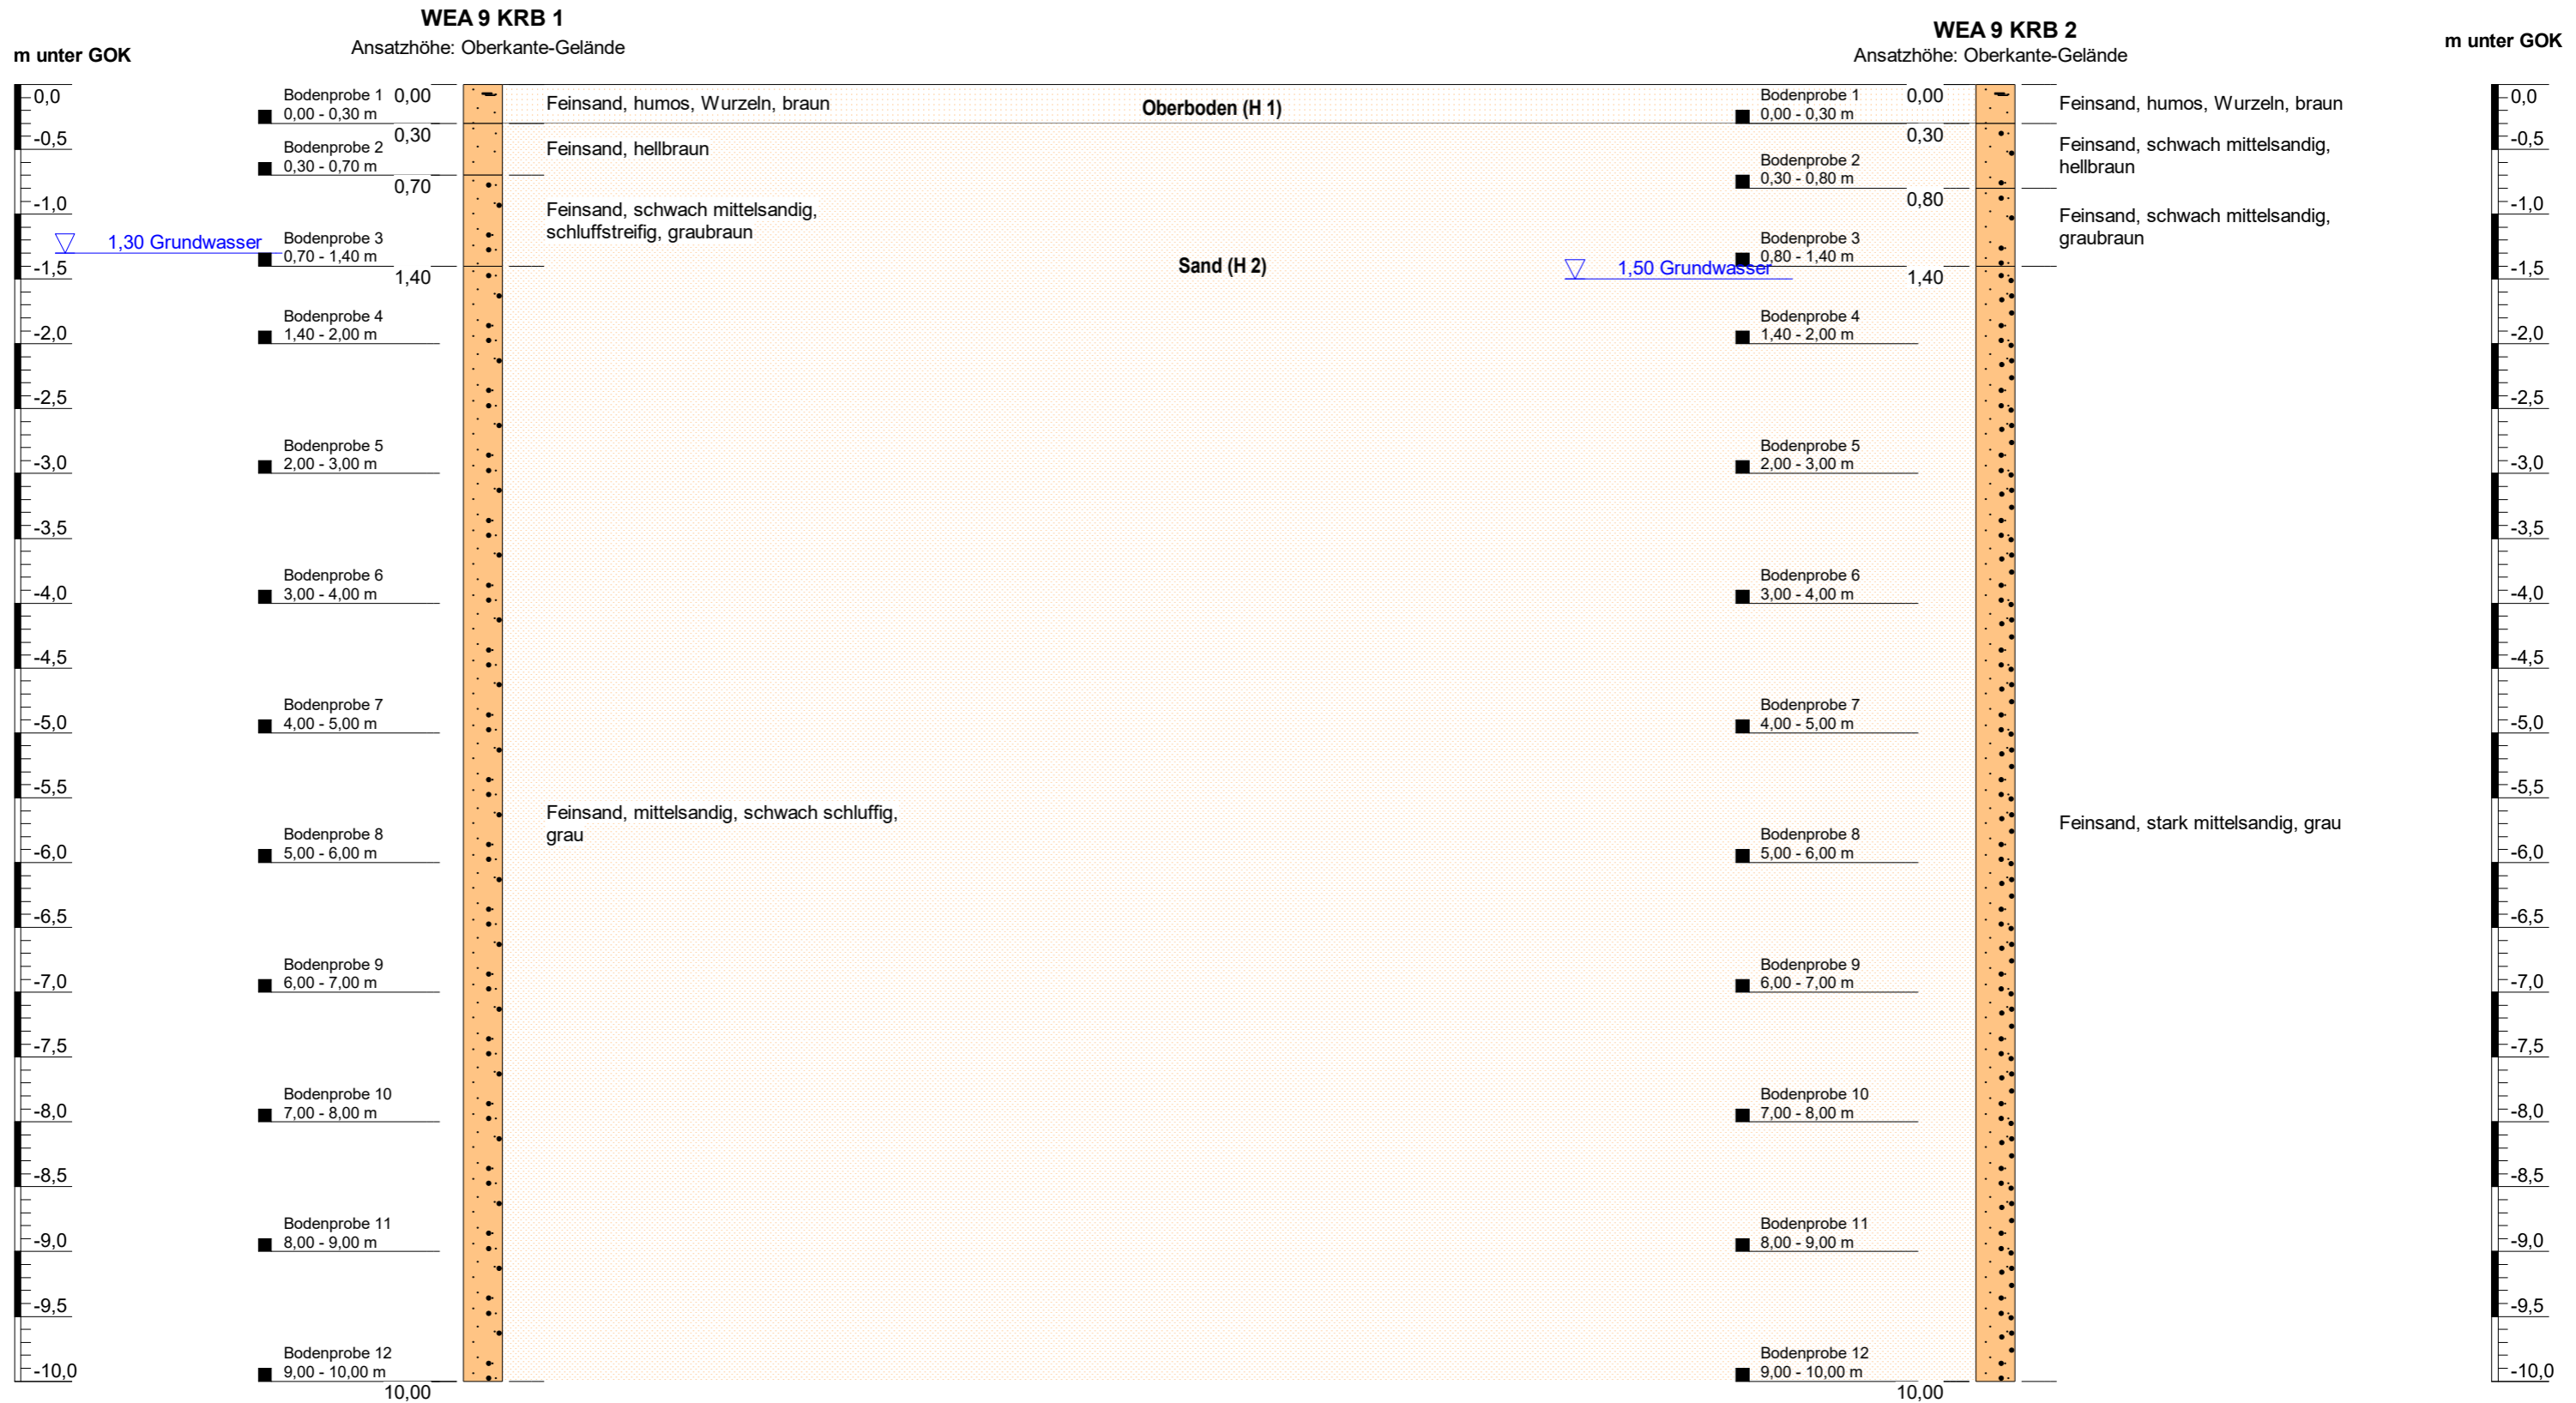 WEA 9 KRB 1
Ansatzhöhe: Oberkante-Gelände
m unter GOK
0,0
-0,5
-1,0
-1,5
-2,0
-2,5
-3,0
-3,5
-4,0
-4,5
-5,0
-5,5
-6,0
-6,5
-7,0
-7,5
-8,0
-8,5
-9,0
-9,5
-10,0
1,30 Grundwasser
Bodenprobe 1
0,00 - 0,30 m
Bodenprobe 2
0,30 - 0,70 m
Bodenprobe 3
0,70 - 1,40 m
Bodenprobe 4
1,40 - 2,00 m
Bodenprobe 5
2,00 - 3,00 m
Bodenprobe 6
3,00 - 4,00 m
Bodenprobe 7
4,00 - 5,00 m
Bodenprobe 8
5,00 - 6,00 m
Bodenprobe 9
6,00 - 7,00 m
Bodenprobe 10
7,00 - 8,00 m
Bodenprobe 11
8,00 - 9,00 m
Bodenprobe 12
9,00 - 10,00 m
0,00
0,30
0,70
1,40
10,00
Feinsand, humos, Wurzeln, braun
Feinsand, hellbraun
Feinsand, schwach mittelsandig,
schluffstreifig, graubraun
Feinsand, mittelsandig, schwach schluffig,
grau
Oberboden (H 1)
Sand (H 2)
WEA 9 KRB 2
Ansatzhöhe: Oberkante-Gelände
1,50 Grundwasser
Bodenprobe 1
0,00 - 0,30 m
Bodenprobe 2
0,30 - 0,80 m
Bodenprobe 3
0,80 - 1,40 m
Bodenprobe 4
1,40 - 2,00 m
Bodenprobe 5
2,00 - 3,00 m
Bodenprobe 6
3,00 - 4,00 m
Bodenprobe 7
4,00 - 5,00 m
Bodenprobe 8
5,00 - 6,00 m
Bodenprobe 9
6,00 - 7,00 m
Bodenprobe 10
7,00 - 8,00 m
Bodenprobe 11
8,00 - 9,00 m
Bodenprobe 12
9,00 - 10,00 m
0,00
0,30
0,80
1,40
10,00
Feinsand, humos, Wurzeln, braun
Feinsand, schwach mittelsandig,
hellbraun
Feinsand, schwach mittelsandig,
graubraun
Feinsand, stark mittelsandig, grau
m unter GOK
0,0
-0,5
-1,0
-1,5
-2,0
-2,5
-3,0
-3,5
-4,0
-4,5
-5,0
-5,5
-6,0
-6,5
-7,0
-7,5
-8,0
-8,5
-9,0
-9,5
-10,0